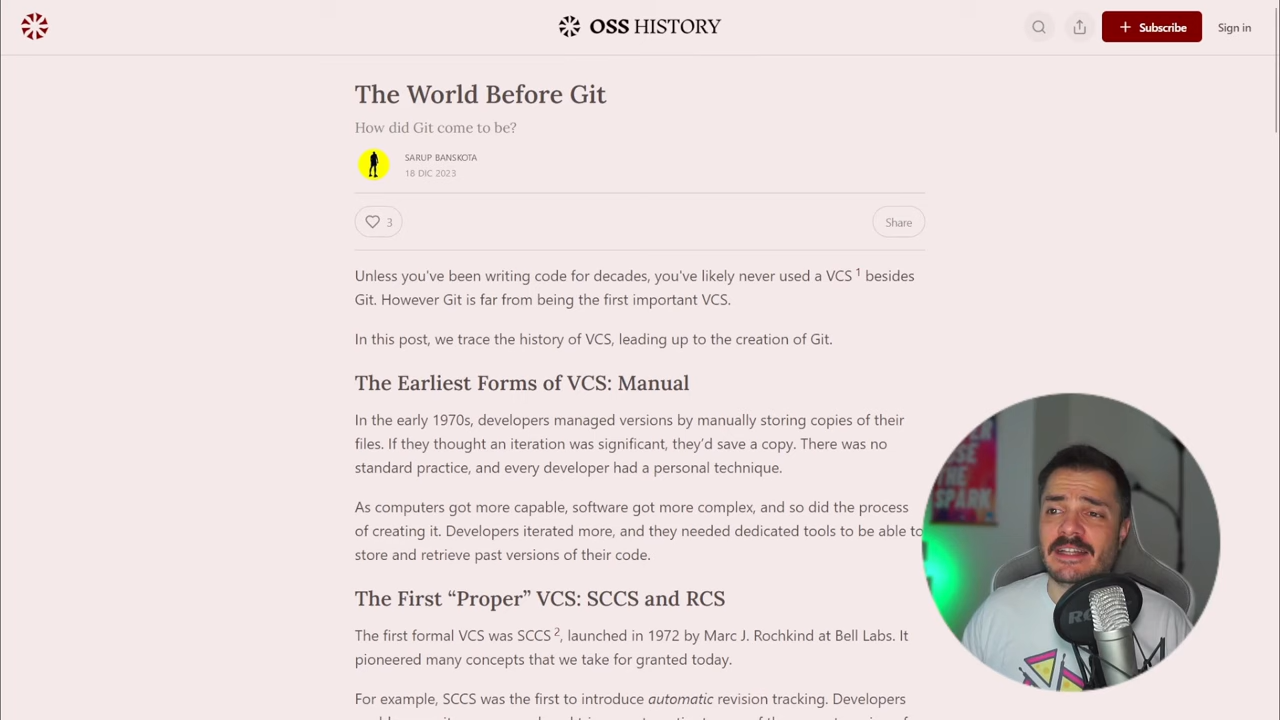 OSS HISTORY
Subscribe
Sign in
The World Before Git
How did Git come to be?
SARUP BANSKOTA
18 DIC 2023
3
Share
Unless you've been writing code for decades, you've likely never used a VCS 1 besides
Git. However Git is far from being the first important VCS.
In this post, we trace the history of VCS, leading up to the creation of Git.
The Earliest Forms of VCS: Manual
In the early 1970s, developers managed versions by manually storing copies of their
files. If they thought an iteration was significant, they'd save a copy. There was no
standard practice, and every developer had a personal technique.
As computers got more capable, software got more complex, and so did the process
of creating it. Developers iterated more, and they needed dedicated tools to be able to
store and retrieve past versions of their code.
The First “Proper” VCS: SCCS and RCS
The first formal VCS was SCCS 2, launched in 1972 by Marc J. Rochkind at Bell Labs. It
pioneered many concepts that we take for granted today.
For example, SCCS was the first to introduce automatic revision tracking. Developers
THE
SPARK